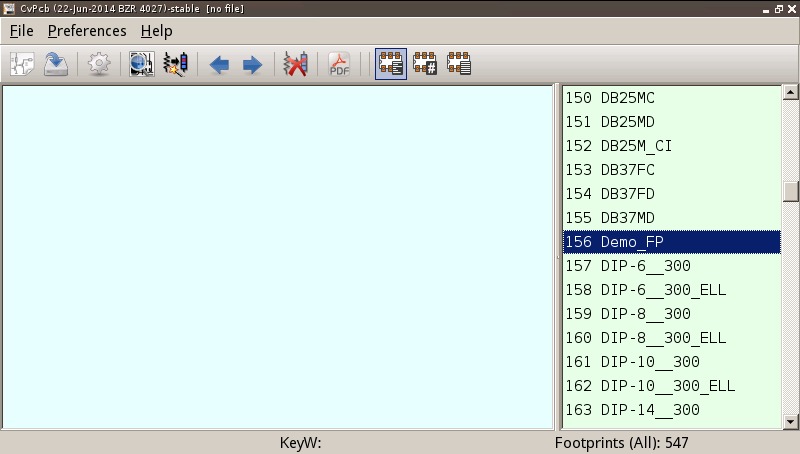 CvPcb (22-Jun-2014 BZR 4027)-stable [no file]
File Preferences Help
PDF #
150 DB25MC
151 DB25MD
152 DB25M_CI
153 DB37FC
154 DB37FD
155 DB37MD
156 Demo_FP
157 DIP-6__300
158 DIP-6__300_ELL
159 DIP-8__300
160 DIP-8__300_ELL
161 DIP-10__300
162 DIP-10__300_ELL
163 DIP-14__300
KeyW: Footprints (All): 547